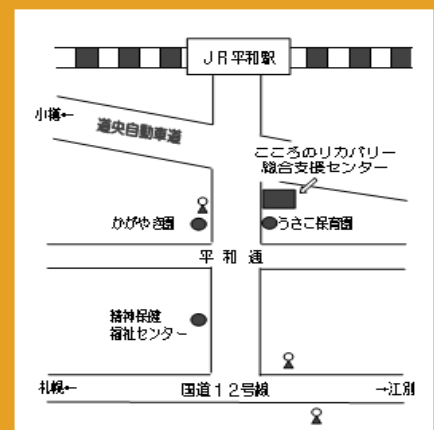 JR平和駅
小樽←
道央自動車道
こころのリカバリー
総合支援センター
かがやき園
うさこ保育園
平和通
精神保健
福祉センター
札幌←
国道12号線
→江別